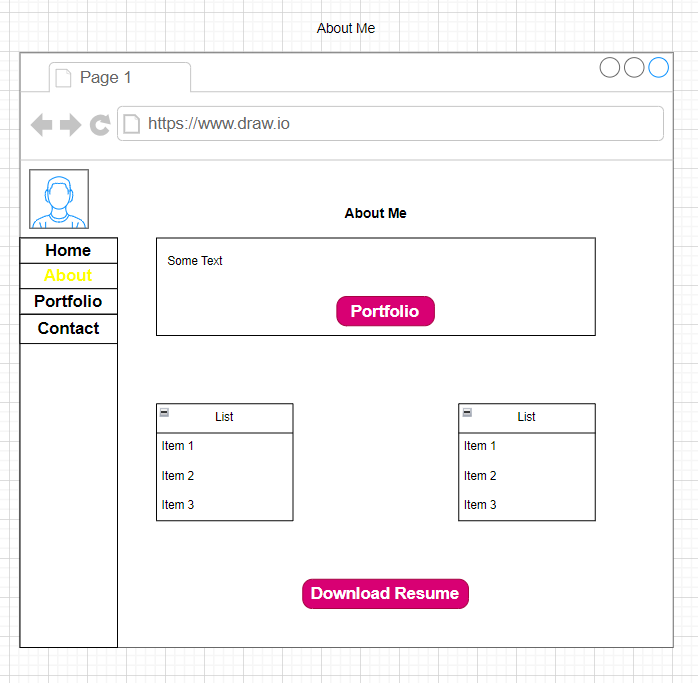 About Me
Page 1
https://www.draw.io
Home
About
Portfolio
Contact
About Me
Some Text
Portfolio
List
Item 1
Item 2
Item 3
List
Item 1
Item 2
Item 3
Download Resume